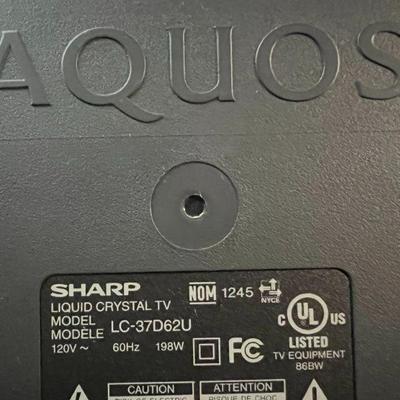 AQUOS
SHARP
LIQUID CRYSTAL TV
MODEL
MODÈLE LC-37D62U
120V ~ 60Hz 198W
NOM 1245 NYCE
FC
C UL US
LISTED
TV EQUIPMENT
86BW
CAUTION
ATTENTION
RISQUE DE CHOC